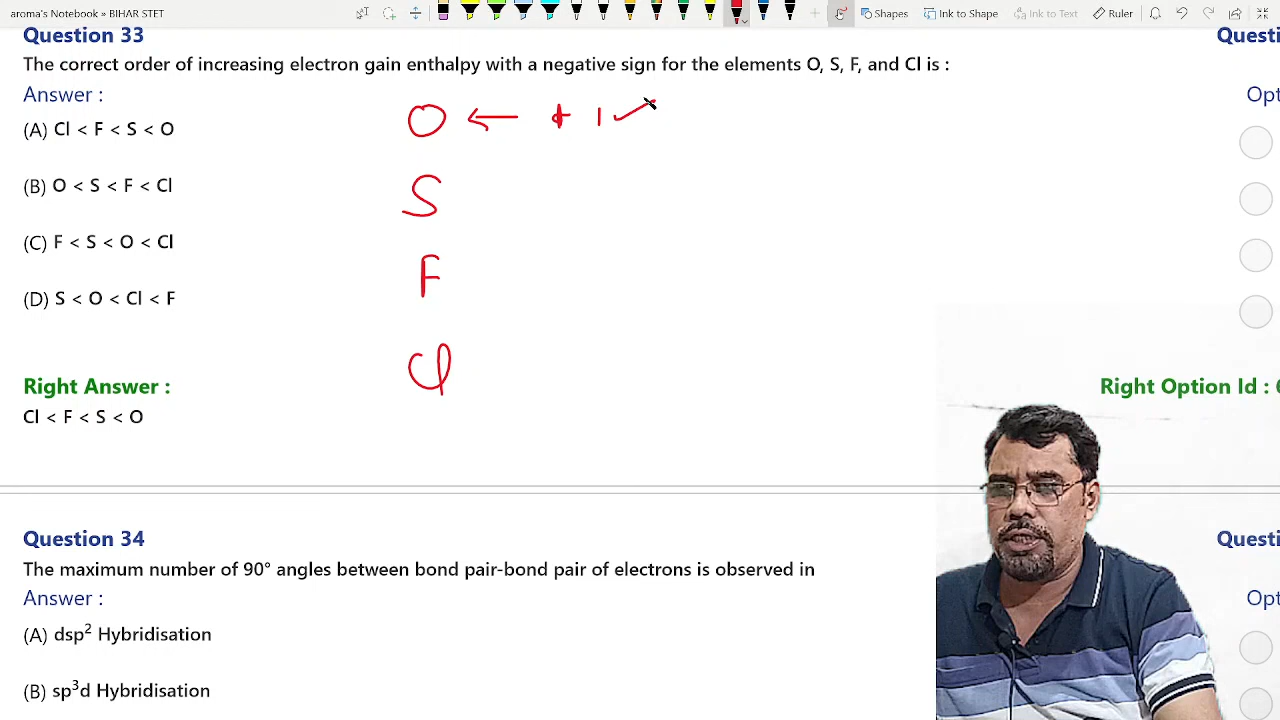 aroma's Notebook » BIHAR STET
Shapes
Ink to Shape
Ink to Text
Ruler
Question 33
Questi
The correct order of increasing electron gain enthalpy with a negative sign for the elements O, S, F, and Cl is :
Answer :
Opt
(A) Cl < F < S < O
O ← + 1
(B) O < S < F < Cl
S
(C) F < S < O < Cl
F
(D) S < O < Cl < F
Cl
Right Answer :
Right Option Id : 6
Cl < F < S < O
Question 34
Questi
The maximum number of 90° angles between bond pair-bond pair of electrons is observed in
Answer :
Opt
(A) dsp² Hybridisation
(B) sp³d Hybridisation